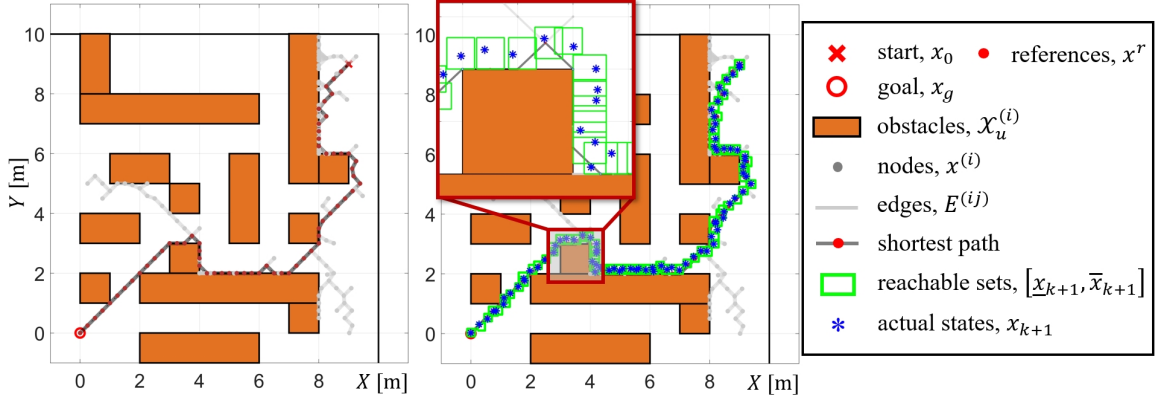 10
8
6
4
2
0
Y [m]
0 2 4 6 8 X [m]
10
8
6
4
2
0
0 2 4 6 8 X [m]
start, x₀
references, xʳ
goal, x_g
obstacles, 𝒳ᵤ⁽ⁱ⁾
nodes, x⁽ⁱ⁾
edges, E⁽ⁱʲ⁾
shortest path
reachable sets, [x̲ₖ₊₁, x̅ₖ₊₁]
actual states, xₖ₊₁